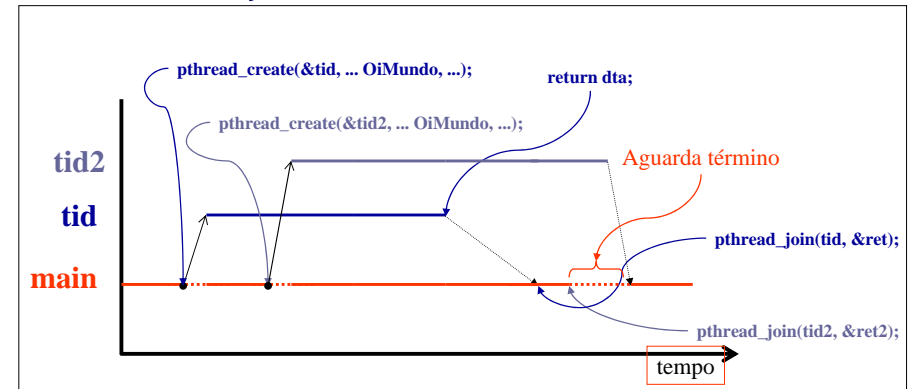 pthread_create(&tid, ... OiMundo, ...);
return dta;
pthread_create(&tid2, ... OiMundo, ...);
tid2
Aguarda término
tid
pthread_join(tid, &ret);
main
pthread_join(tid2, &ret2);
tempo